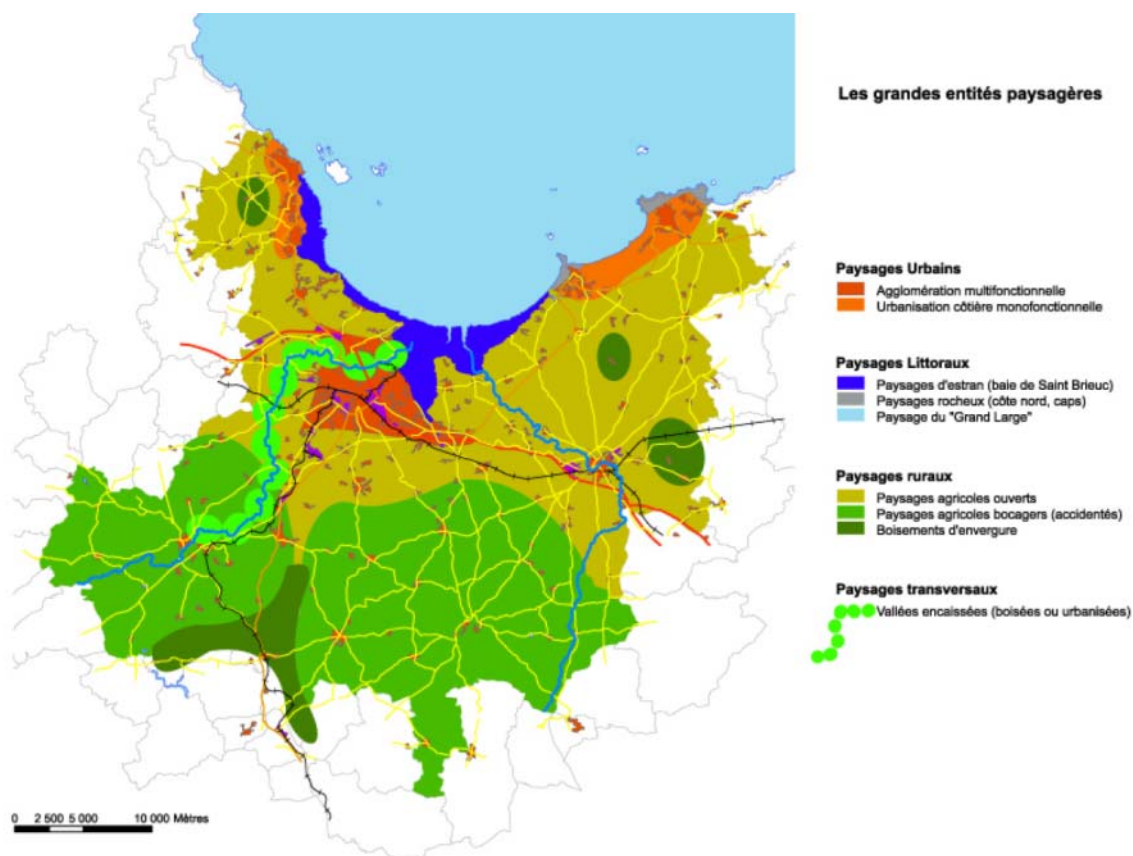 Les grandes entités paysagères
Paysages Urbains
Agglomération multifonctionnelle
Urbanisation côtière monofonctionnelle
Paysages Littoraux
Paysages d'estran (baie de Saint Brieuc)
Paysages rocheux (côte nord, caps)
Paysage du "Grand Large"
Paysages ruraux
Paysages agricoles ouverts
Paysages agricoles bocagers (accidentés)
Boisements d'envergure
Paysages transversaux
Vallées encaissées (boisées ou urbanisées)
0 2 500 5 000 10 000 Mètres